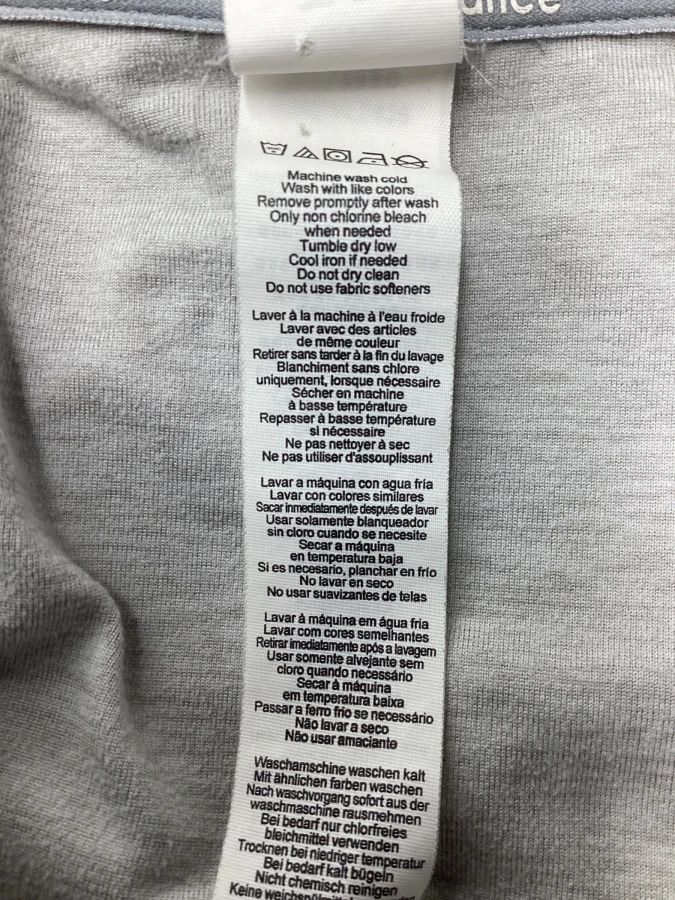 ance
Machine wash cold
Wash with like colors
Remove promptly after wash
Only non chlorine bleach
when needed
Tumble dry low
Cool iron if needed
Do not dry clean
Do not use fabric softeners
Laver à la machine à l'eau froide
Laver avec des articles
de même couleur
Retirer sans tarder à la fin du lavage
Blanchiment sans chlore
uniquement, lorsque nécessaire
Sécher en machine
à basse température
Repasser à basse température
si nécessaire
Ne pas nettoyer à sec
Ne pas utiliser d'assouplissant
Lavar a máquina con agua fría
Lavar con colores similares
Sacar inmediatamente después de lavar
Usar solamente blanqueador
sin cloro cuando se necesite
Secar a máquina
en temperatura baja
Si es necesario, planchar en frío
No lavar en seco
No usar suavizantes de telas
Lavar à máquina em água fria
Lavar com cores semelhantes
Retirar imediatamente após a lavagem
Usar somente alvejante sem
cloro quando necessário
Secar à máquina
em temperatura baixa
Passar a ferro frio se necessário
Não lavar a seco
Não usar amaciante
Waschamschine waschen kalt
Mit ähnlichen farben waschen
Nach waschvorgang sofort aus der
waschmaschine rausmehmen
Bei bedarf nur chlorfreies
bleichmittel verwenden
Trocknen bei niedriger temperatur
Bei bedarf kalt bügeln
Nicht chemisch reinigen
Keine